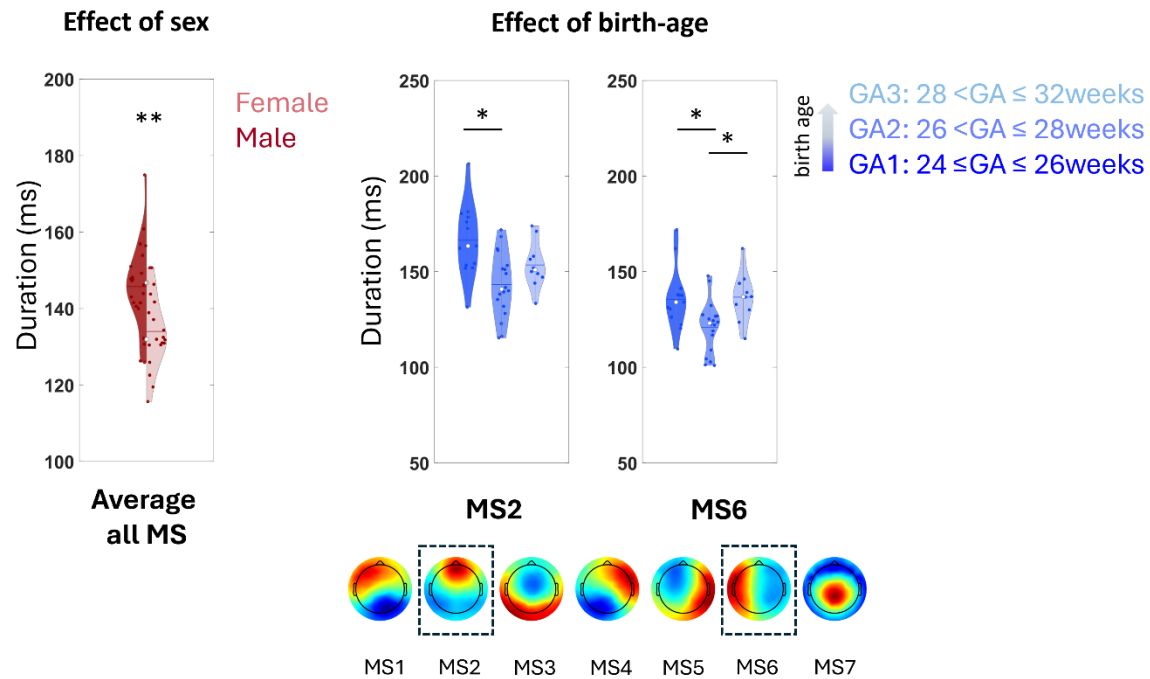 Effect of sex
Effect of birth-age
200
180
160
140
120
100
Duration (ms)
**
Female
Male
Average
all MS
250
200
150
100
50
Duration (ms)
*
MS2
250
200
150
100
50
*
*
MS6
birth age
GA3: 28 <GA ≤ 32weeks
GA2: 26 <GA ≤ 28weeks
GA1: 24 ≤GA ≤ 26weeks
MS1 MS2 MS3 MS4 MS5 MS6 MS7